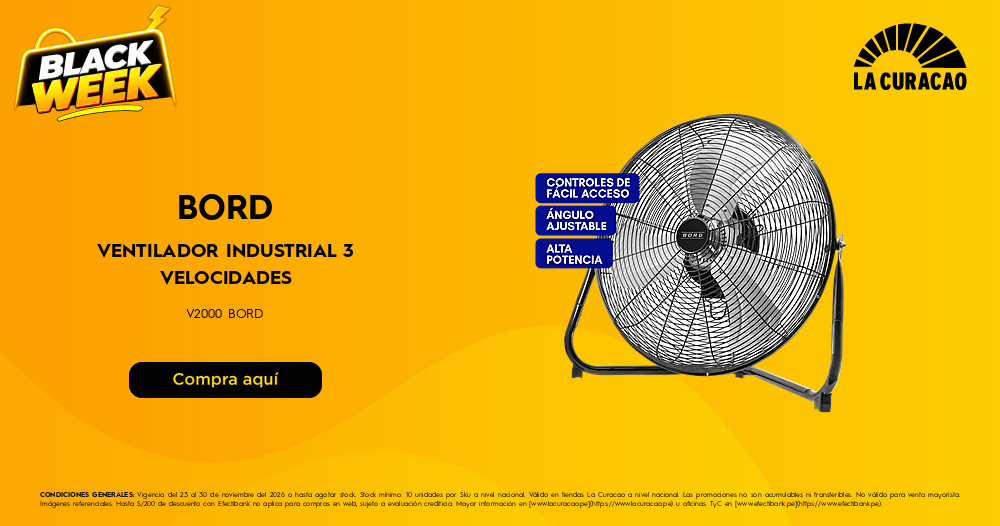 BLACK
WEEK
LA CURACAO
BORD
VENTILADOR INDUSTRIAL 3
VELOCIDADES
V2000 BORD
Compra aquí
CONTROLES DE
FÁCIL ACCESO
ÁNGULO
AJUSTABLE
ALTA
POTENCIA
BORD
CONDICIONES GENERALES: Vigencia del 23 al 30 de noviembre del 2026 o hasta agotar stock. Stock mínimo: 10 unidades por Sku a nivel nacional. Válido en tiendas La Curacao a nivel nacional. Las promociones no son acumulables ni transferibles. No válido para venta mayorista.
Imágenes referenciales. Hasta S/200 de descuento con Efectibank no aplica para compras en web, sujeto a evaluación crediticia. Mayor información en [www.lacuracao.pe](https://www.lacuracao.pe) u oficinas. TyC en [www.efectibank.pe](https://www.efectibank.pe).